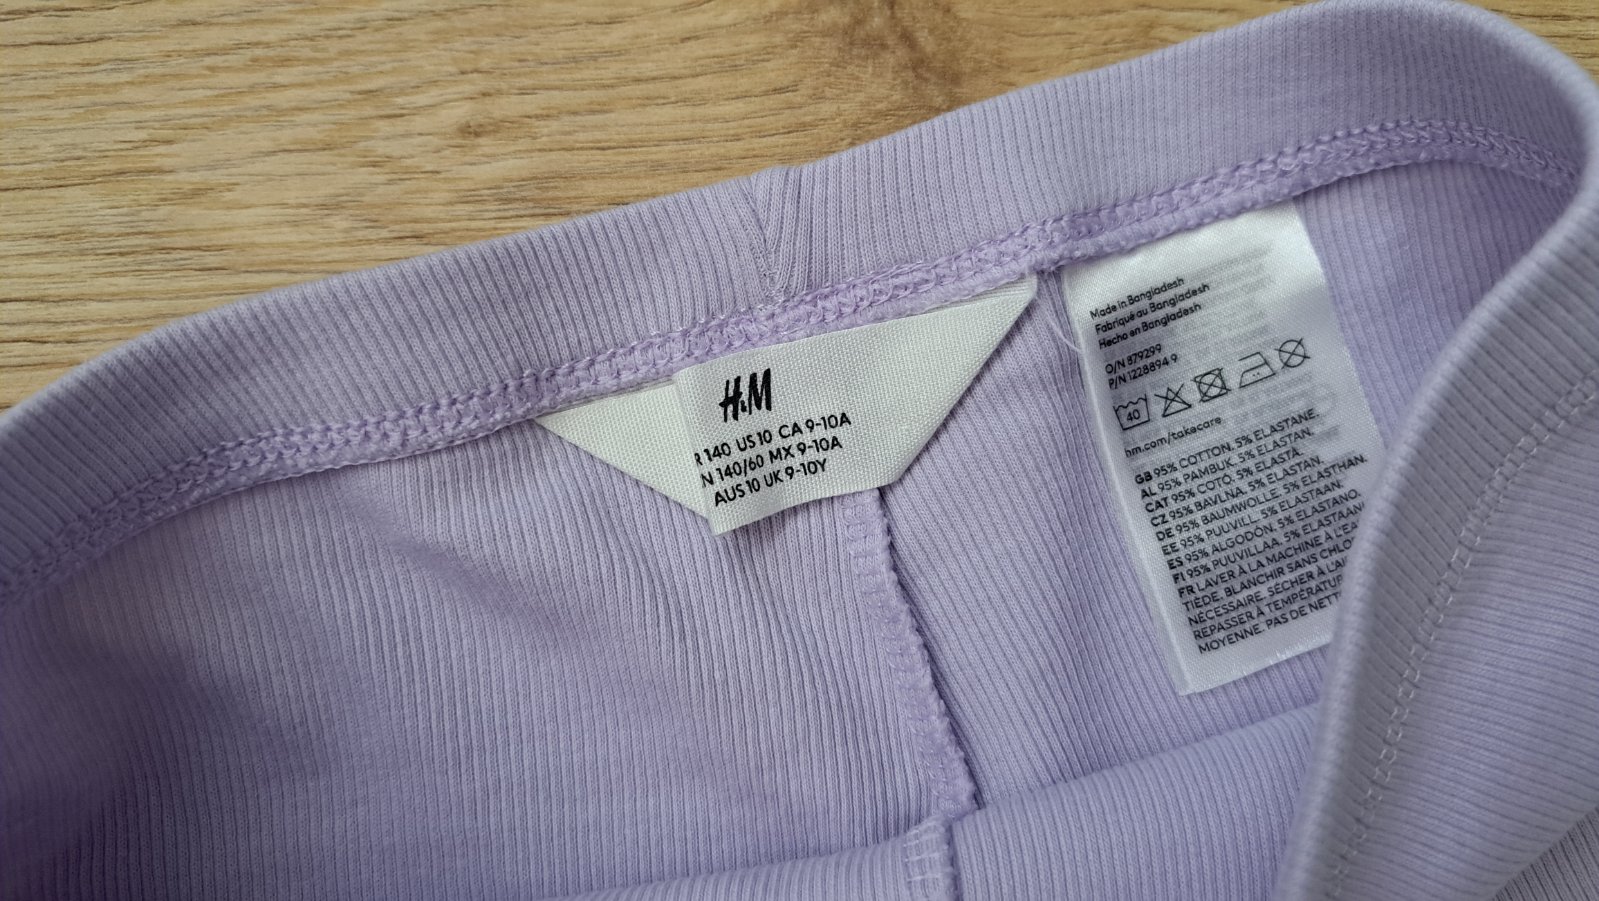 H&M
R 140 US 10 CA 9-10A
N 140/60 MX 9-10A
AUS 10 UK 9-10Y
Made in Bangladesh
Fabriqué au Bangladesh
Hecho en Bangladesh
O/N 879299
P/N 1228894 9
40
hm.com/takecare
GB 95% COTTON, 5% ELASTANE.
AL 95% PAMBUK, 5% ELASTAN.
CAT 95% COTÓ, 5% ELASTÀ.
CZ 95% BAVLNA, 5% ELASTAN.
DE 95% BAUMWOLLE, 5% ELASTHAN.
EE 95% PUUVILL, 5% ELASTAAN.
ES 95% ALGODÓN, 5% ELASTANO.
FI 95% PUUVILLAA, 5% ELASTAAN
FR LAVER À LA MACHINE À L'EA
TIÈDE. BLANCHIR SANS CHLO
NÉCESSAIRE. SÉCHER À L'AI
REPASSER À TEMPÉRATUR
MOYENNE. PAS DE NETT